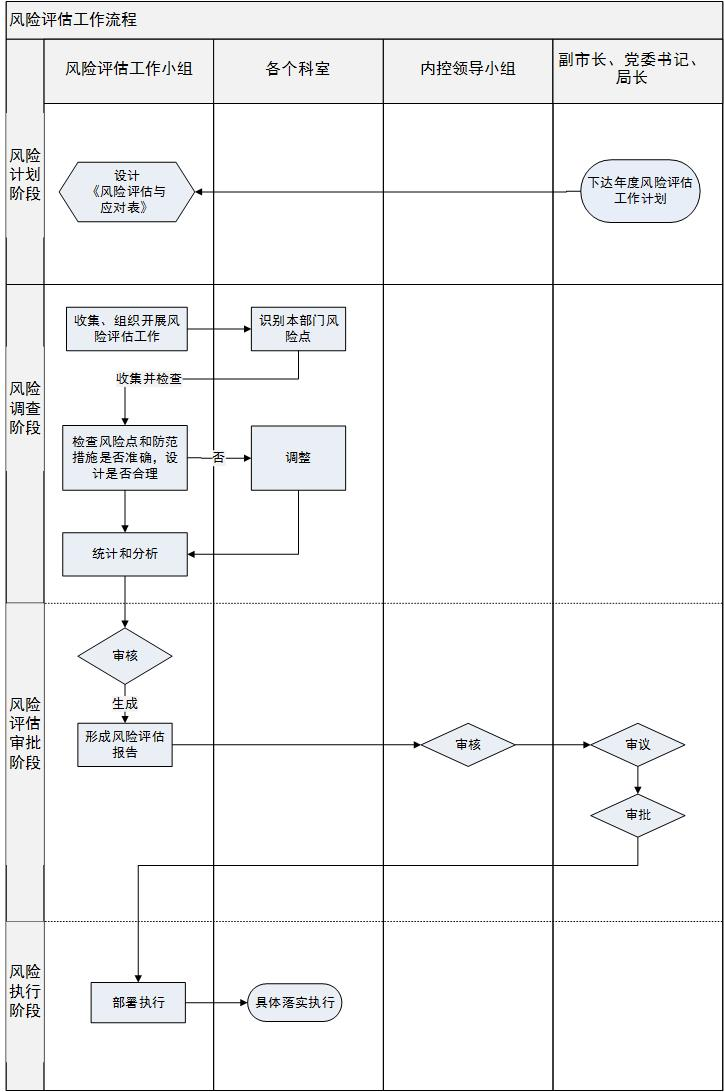 风险评估工作流程
风险评估工作小组
各个科室
内控领导小组
副市长、党委书记、
局长
风险
计划
阶段
设计
《风险评估与
应对表》
下达年度风险评估
工作计划
风险
调查
阶段
收集、组织开展风
险评估工作
识别本部门风
险点
收集并检查
检查风险点和防范
措施是否准确，设
计是否合理
否
调整
统计和分析
风险
评估
审批
阶段
审核
生成
形成风险评估
报告
审核
审议
审批
风险
执行
阶段
部署执行
具体落实执行